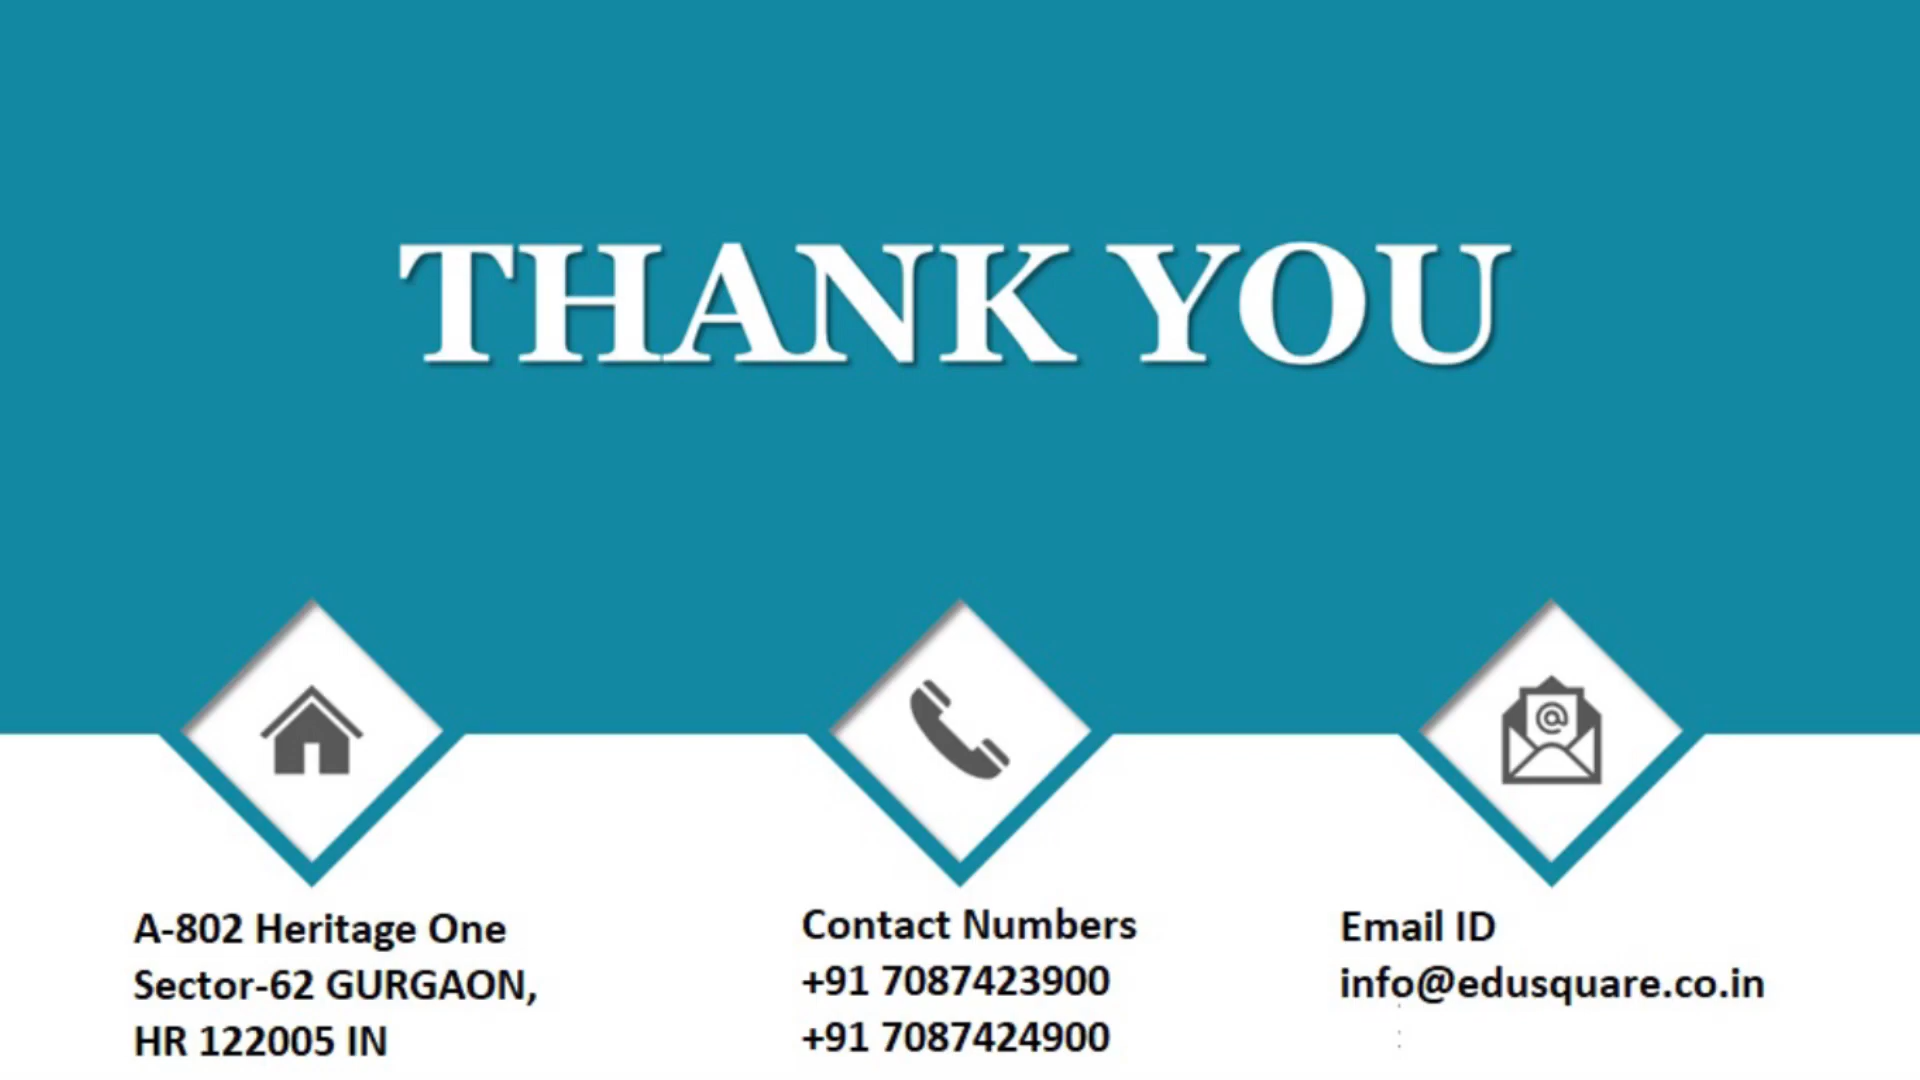 THANK YOU
A-802 Heritage One
Sector-62 GURGAON,
HR 122005 IN
Contact Numbers
+91 7087423900
+91 7087424900
Email ID
info@edusquare.co.in